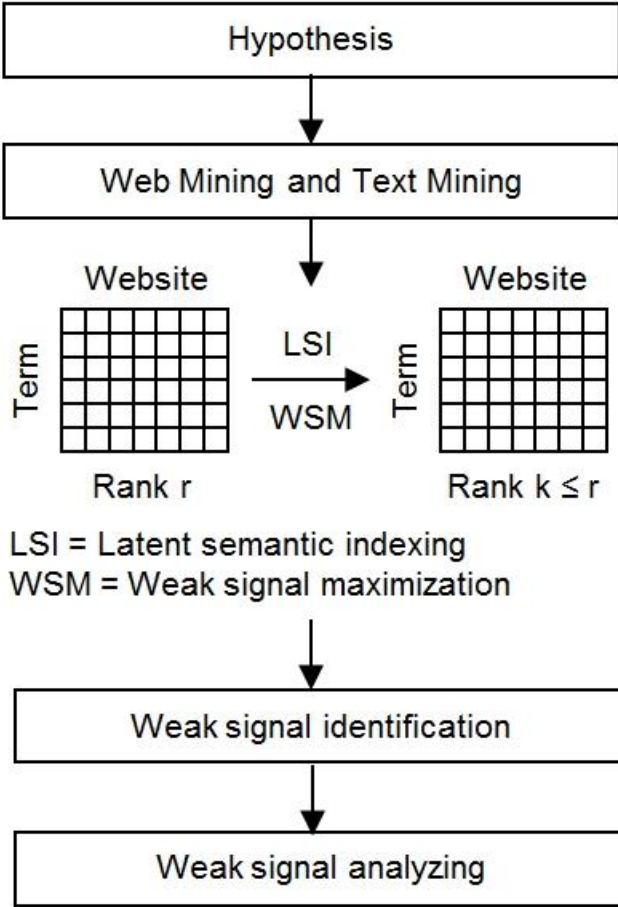 Hypothesis
Web Mining and Text Mining
Website
Website
Term
LSI
WSM
Term
Rank r
Rank k ≤ r
LSI = Latent semantic indexing
WSM = Weak signal maximization
Weak signal identification
Weak signal analyzing